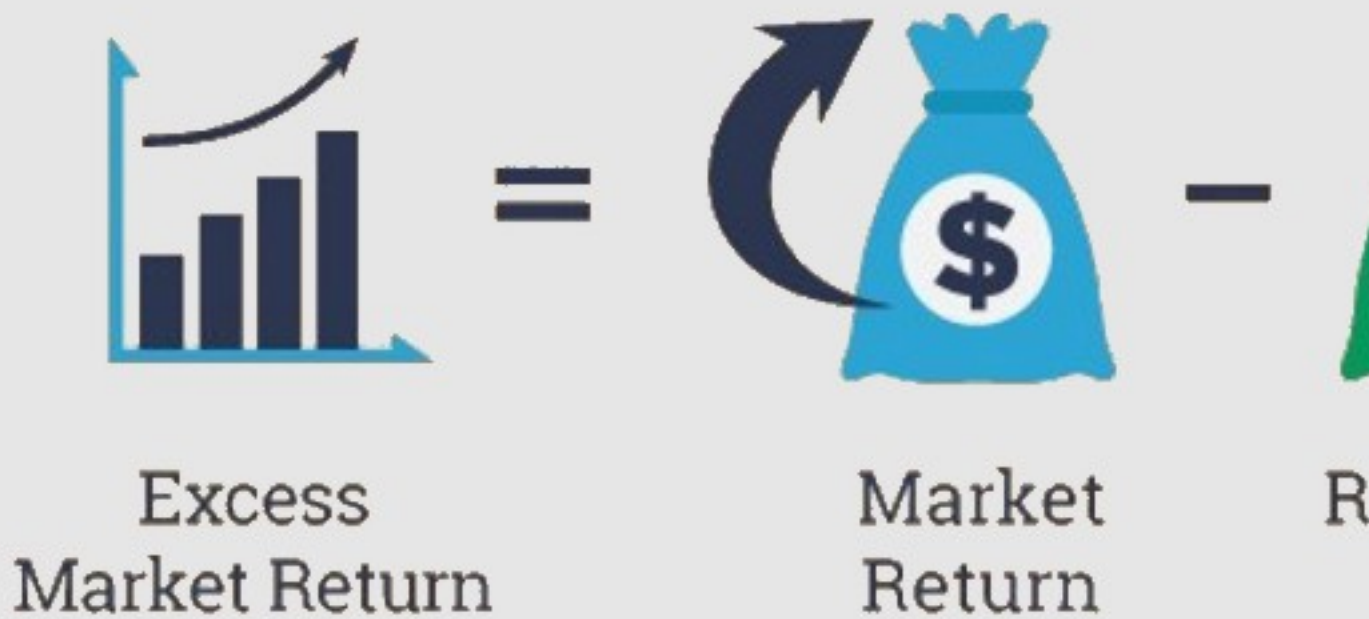 =
$
-
Excess
Market Return
Market
Return